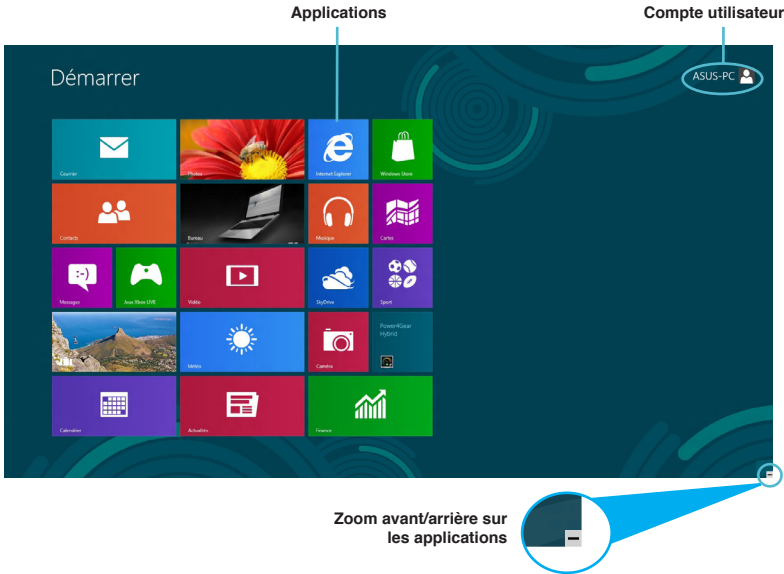 Applications
Compte utilisateur
Démarrer
ASUS-PC
Courrier
Photos
Internet Explorer
Windows Store
Contacts
Bureau
Musique
Cartes
:-)
Messages
Jeux Xbox LIVE
Vidéo
SkyDrive
Sport
Météo
Caméra
Power4Gear
Hybrid
Calendrier
Actualités
Finance
Zoom avant/arrière sur
les applications